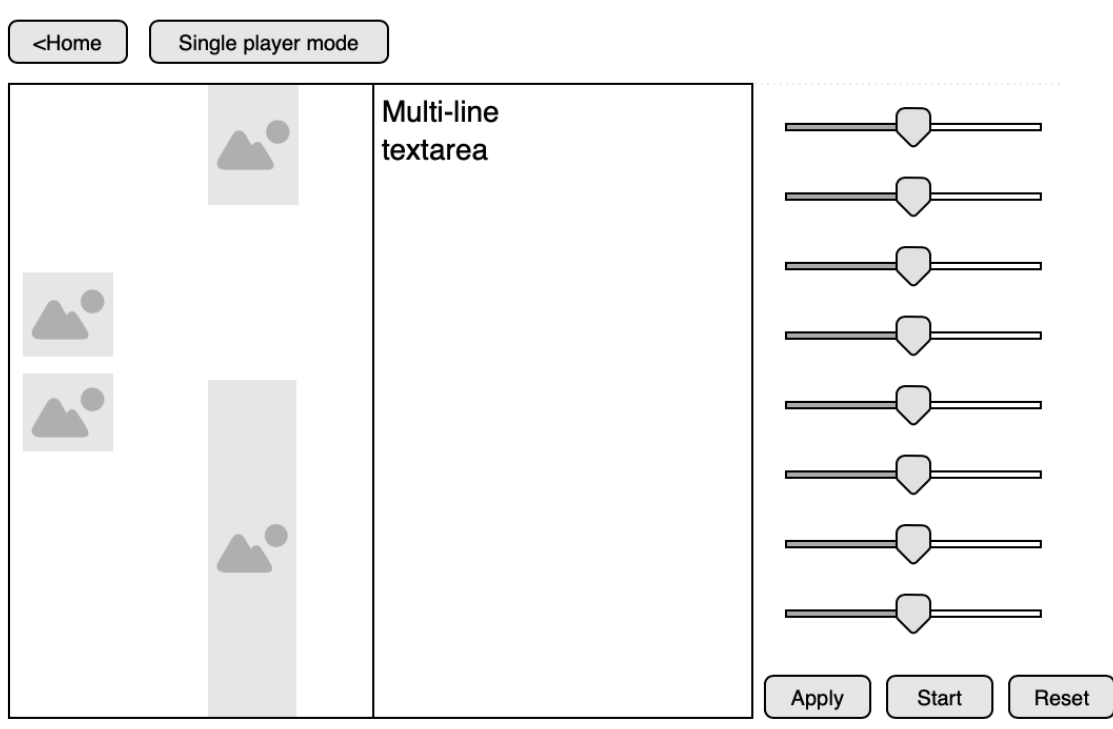 <Home
Single player mode
Multi-line
textarea
Apply
Start
Reset